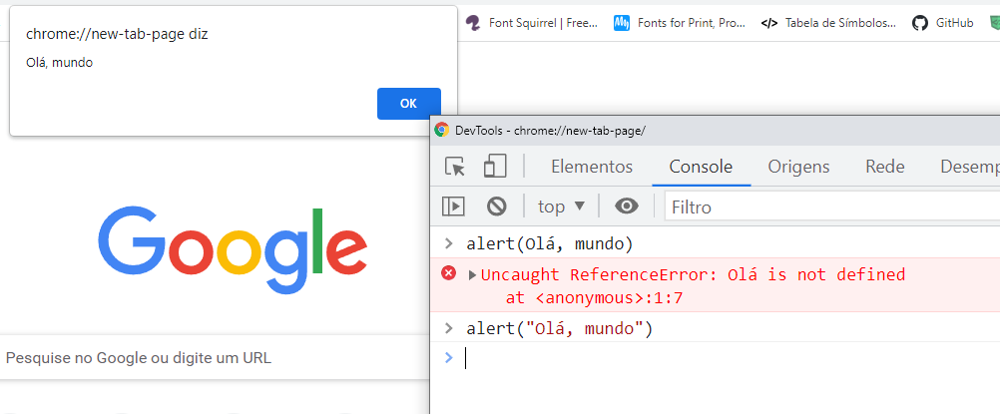 chrome://new-tab-page diz
Olá, mundo
OK
Font Squirrel | Free...
Fonts for Print, Pro...
</> Tabela de Símbolos...
GitHub
Google
Pesquise no Google ou digite um URL
DevTools - chrome://new-tab-page/
Elementos Console Origens Rede Desemp
top ▼ Filtro
> alert(Olá, mundo)
Uncaught ReferenceError: Olá is not defined
at <anonymous>:1:7
> alert("Olá, mundo")
>